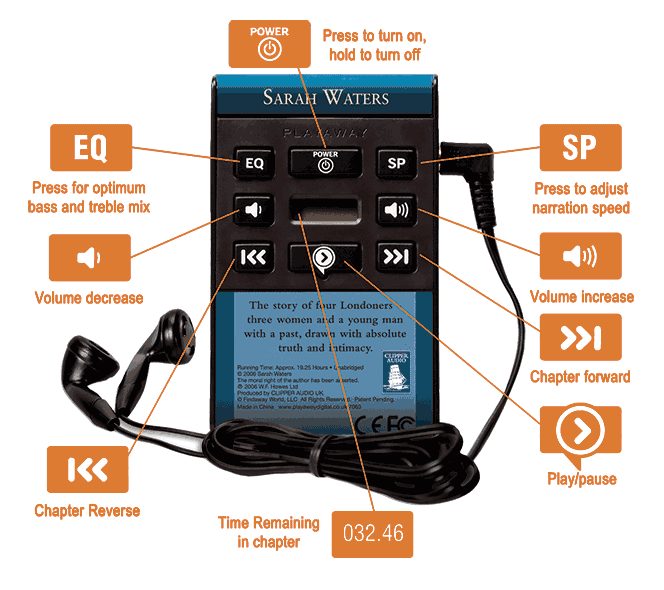 POWER
Press to turn on,
hold to turn off
SARAH WATERS
PLAYAWAY
EQ
Press for optimum
bass and treble mix
EQ
POWER
SP
SP
Press to adjust
narration speed
Volume decrease
Volume increase
Chapter forward
The story of four Londoners
three women and a young man
with a past, drawn with absolute
truth and intimacy.
Running Time: Approx. 19.25 Hours • Unabridged
© 2006 Sarah Waters
The moral right of the author has been asserted.
© 2006 W.F. Howes Ltd
Produced by CLIPPER AUDIO UK
© Findaway World, LLC All Rights Reserved. Patent Pending.
Made in China www.playawaydigital.co.uk
CLIPPER
AUDIO
CE FC
Play/pause
Chapter Reverse
Time Remaining
in chapter
032.46